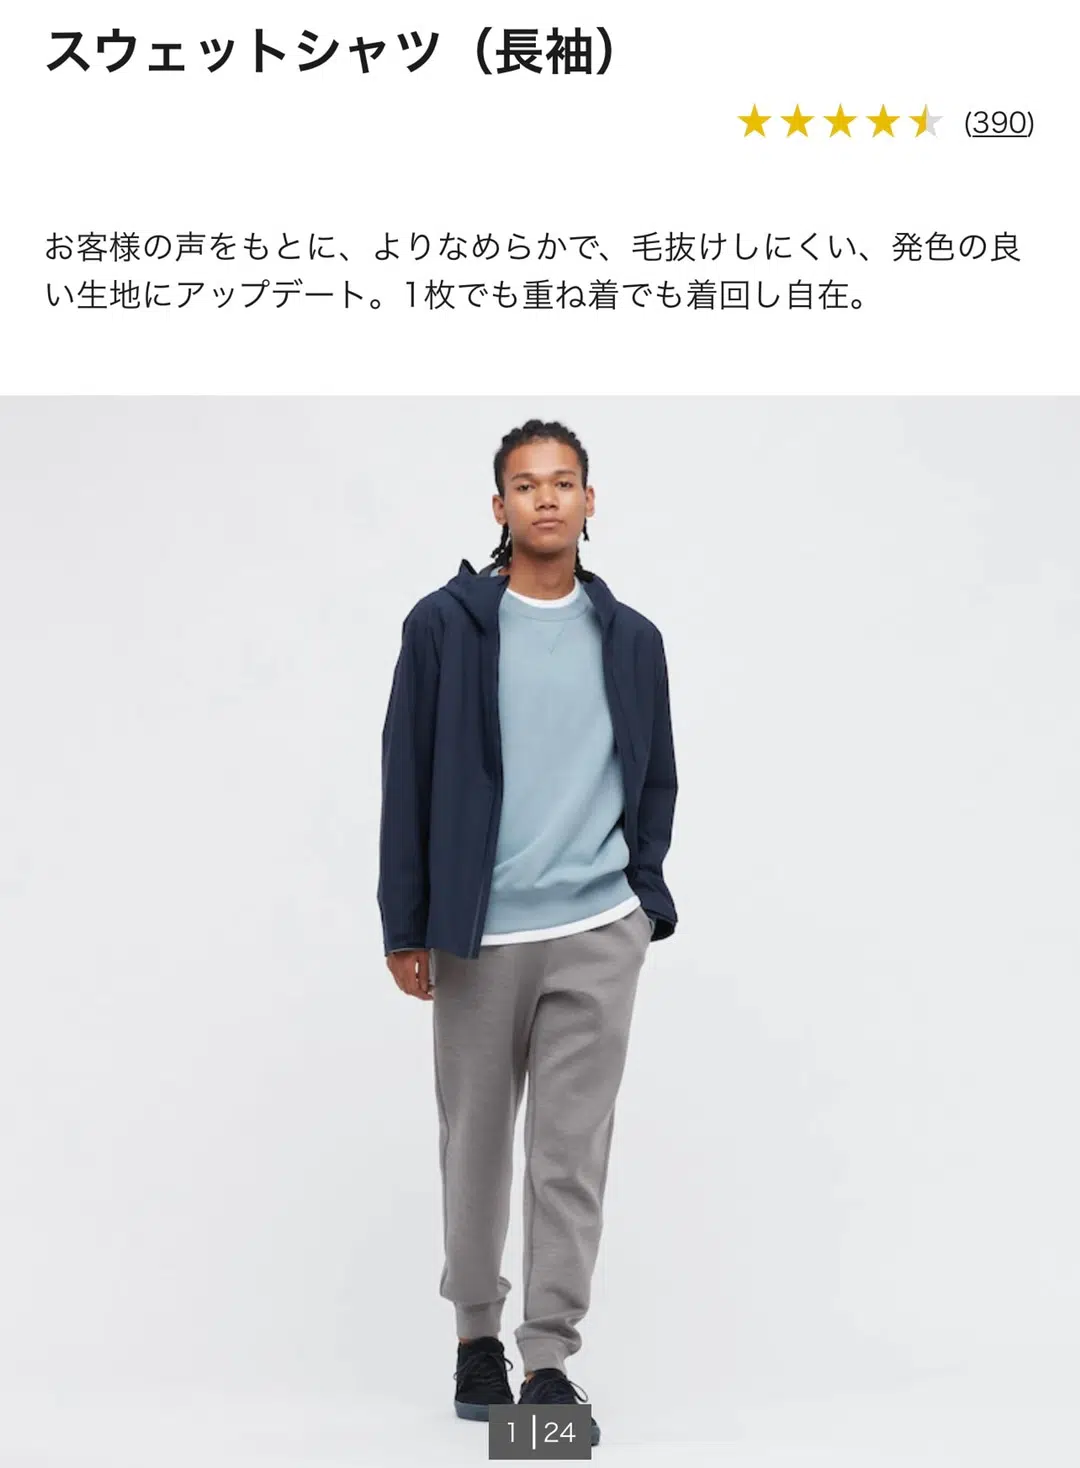 スウェットシャツ（長袖）
(390)
お客様の声をもとに、よりなめらかで、毛抜けしにくい、発色の良
い生地にアップデート。1枚でも重ね着でも着回し自在。
1 | 24